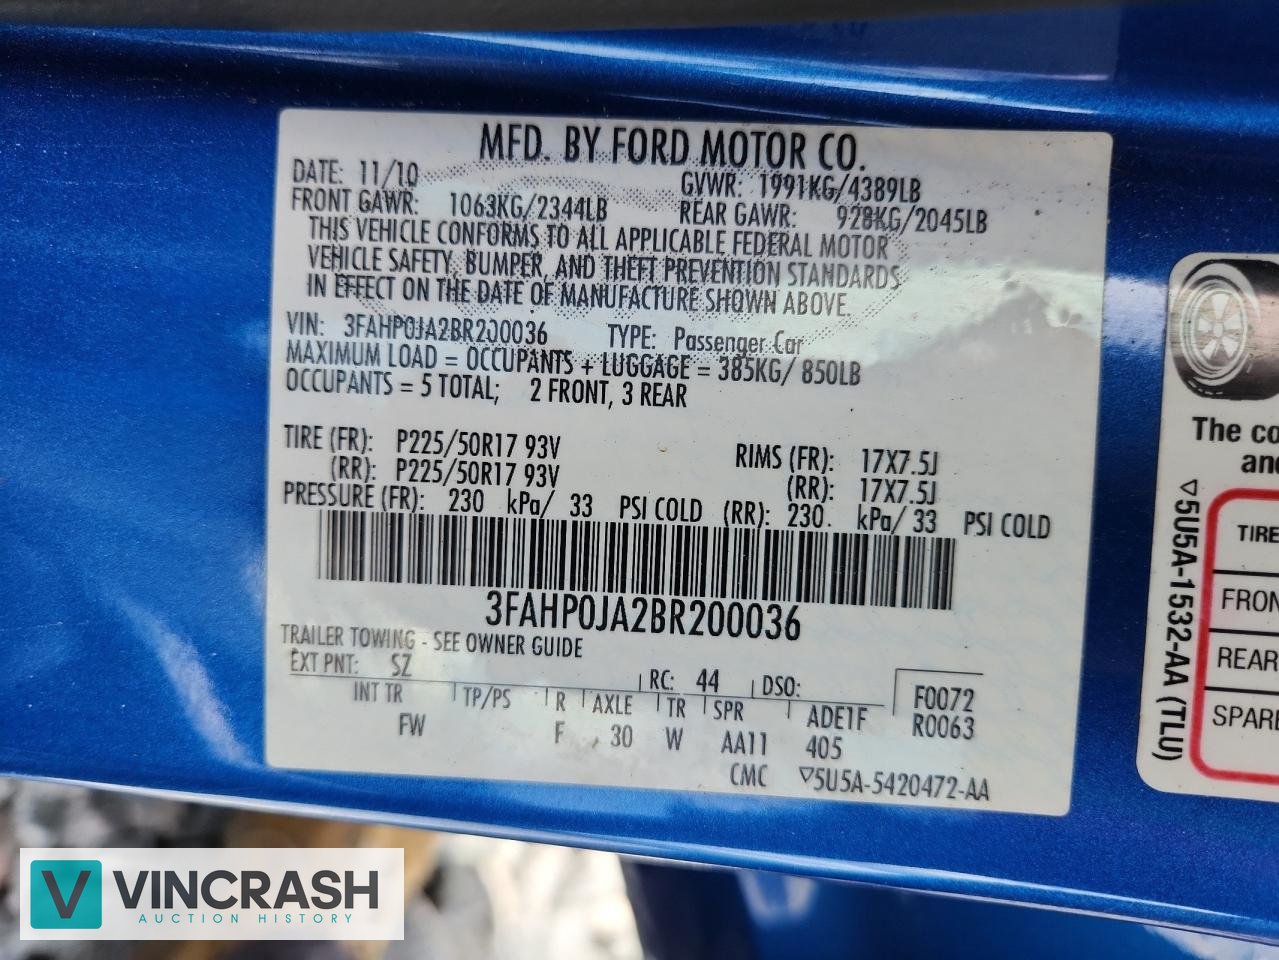 MFD. BY FORD MOTOR CO.
DATE: 11/10 GVWR: 1991KG/4389LB
FRONT GAWR: 1063KG/2344LB REAR GAWR: 928KG/2045LB
THIS VEHICLE CONFORMS TO ALL APPLICABLE FEDERAL MOTOR
VEHICLE SAFETY, BUMPER, AND THEFT PREVENTION STANDARDS
IN EFFECT ON THE DATE OF MANUFACTURE SHOWN ABOVE.
VIN: 3FAHP0JA2BR200036 TYPE: Passenger Car
MAXIMUM LOAD = OCCUPANTS + LUGGAGE = 385KG/ 850LB
OCCUPANTS = 5 TOTAL; 2 FRONT, 3 REAR
TIRE (FR): P225/50R17 93V RIMS (FR): 17X7.5J
(RR): P225/50R17 93V (RR): 17X7.5J
PRESSURE (FR): 230 kPa/ 33 PSI COLD (RR): 230. kPa/ 33 PSI COLD
3FAHP0JA2BR200036
TRAILER TOWING - SEE OWNER GUIDE
EXT PNT: SZ RC: 44 DSO: F0072
INT TR TP/PS R AXLE TR SPR ADE1F R0063
FW F 30 W AA11 405
CMC ▽5U5A-5420472-AA
The co
an
▽5U5A-1532-AA (TLU)
TIRE
FRON
REAR
SPARE
V VINCRASH
AUCTION HISTORY